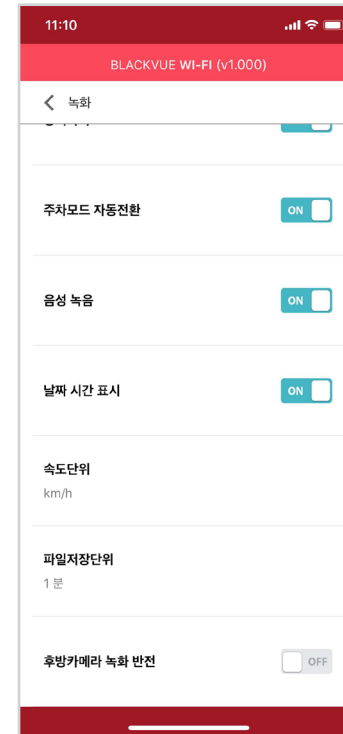 11:10
BLACKVUE WI-FI (v1.000)
녹화
주차모드 자동전환
ON
음성 녹음
ON
날짜 시간 표시
ON
속도단위
km/h
파일저장단위
1 분
후방카메라 녹화 반전
OFF